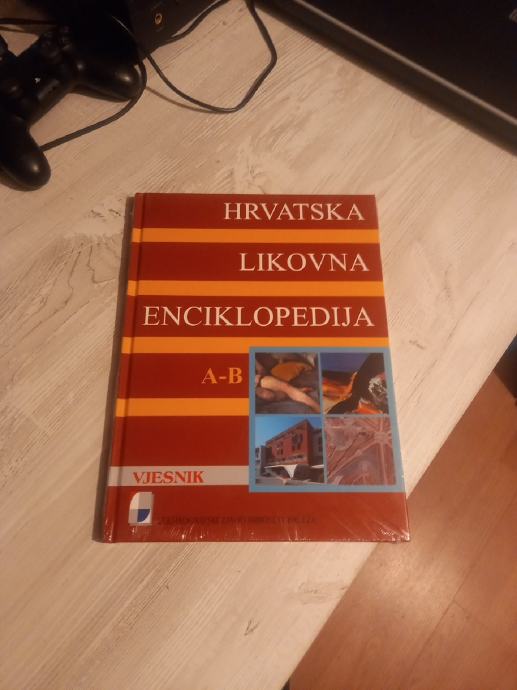 HRVATSKA
LIKOVNA
ENCIKLOPEDIJA
A-B
VJESNIK